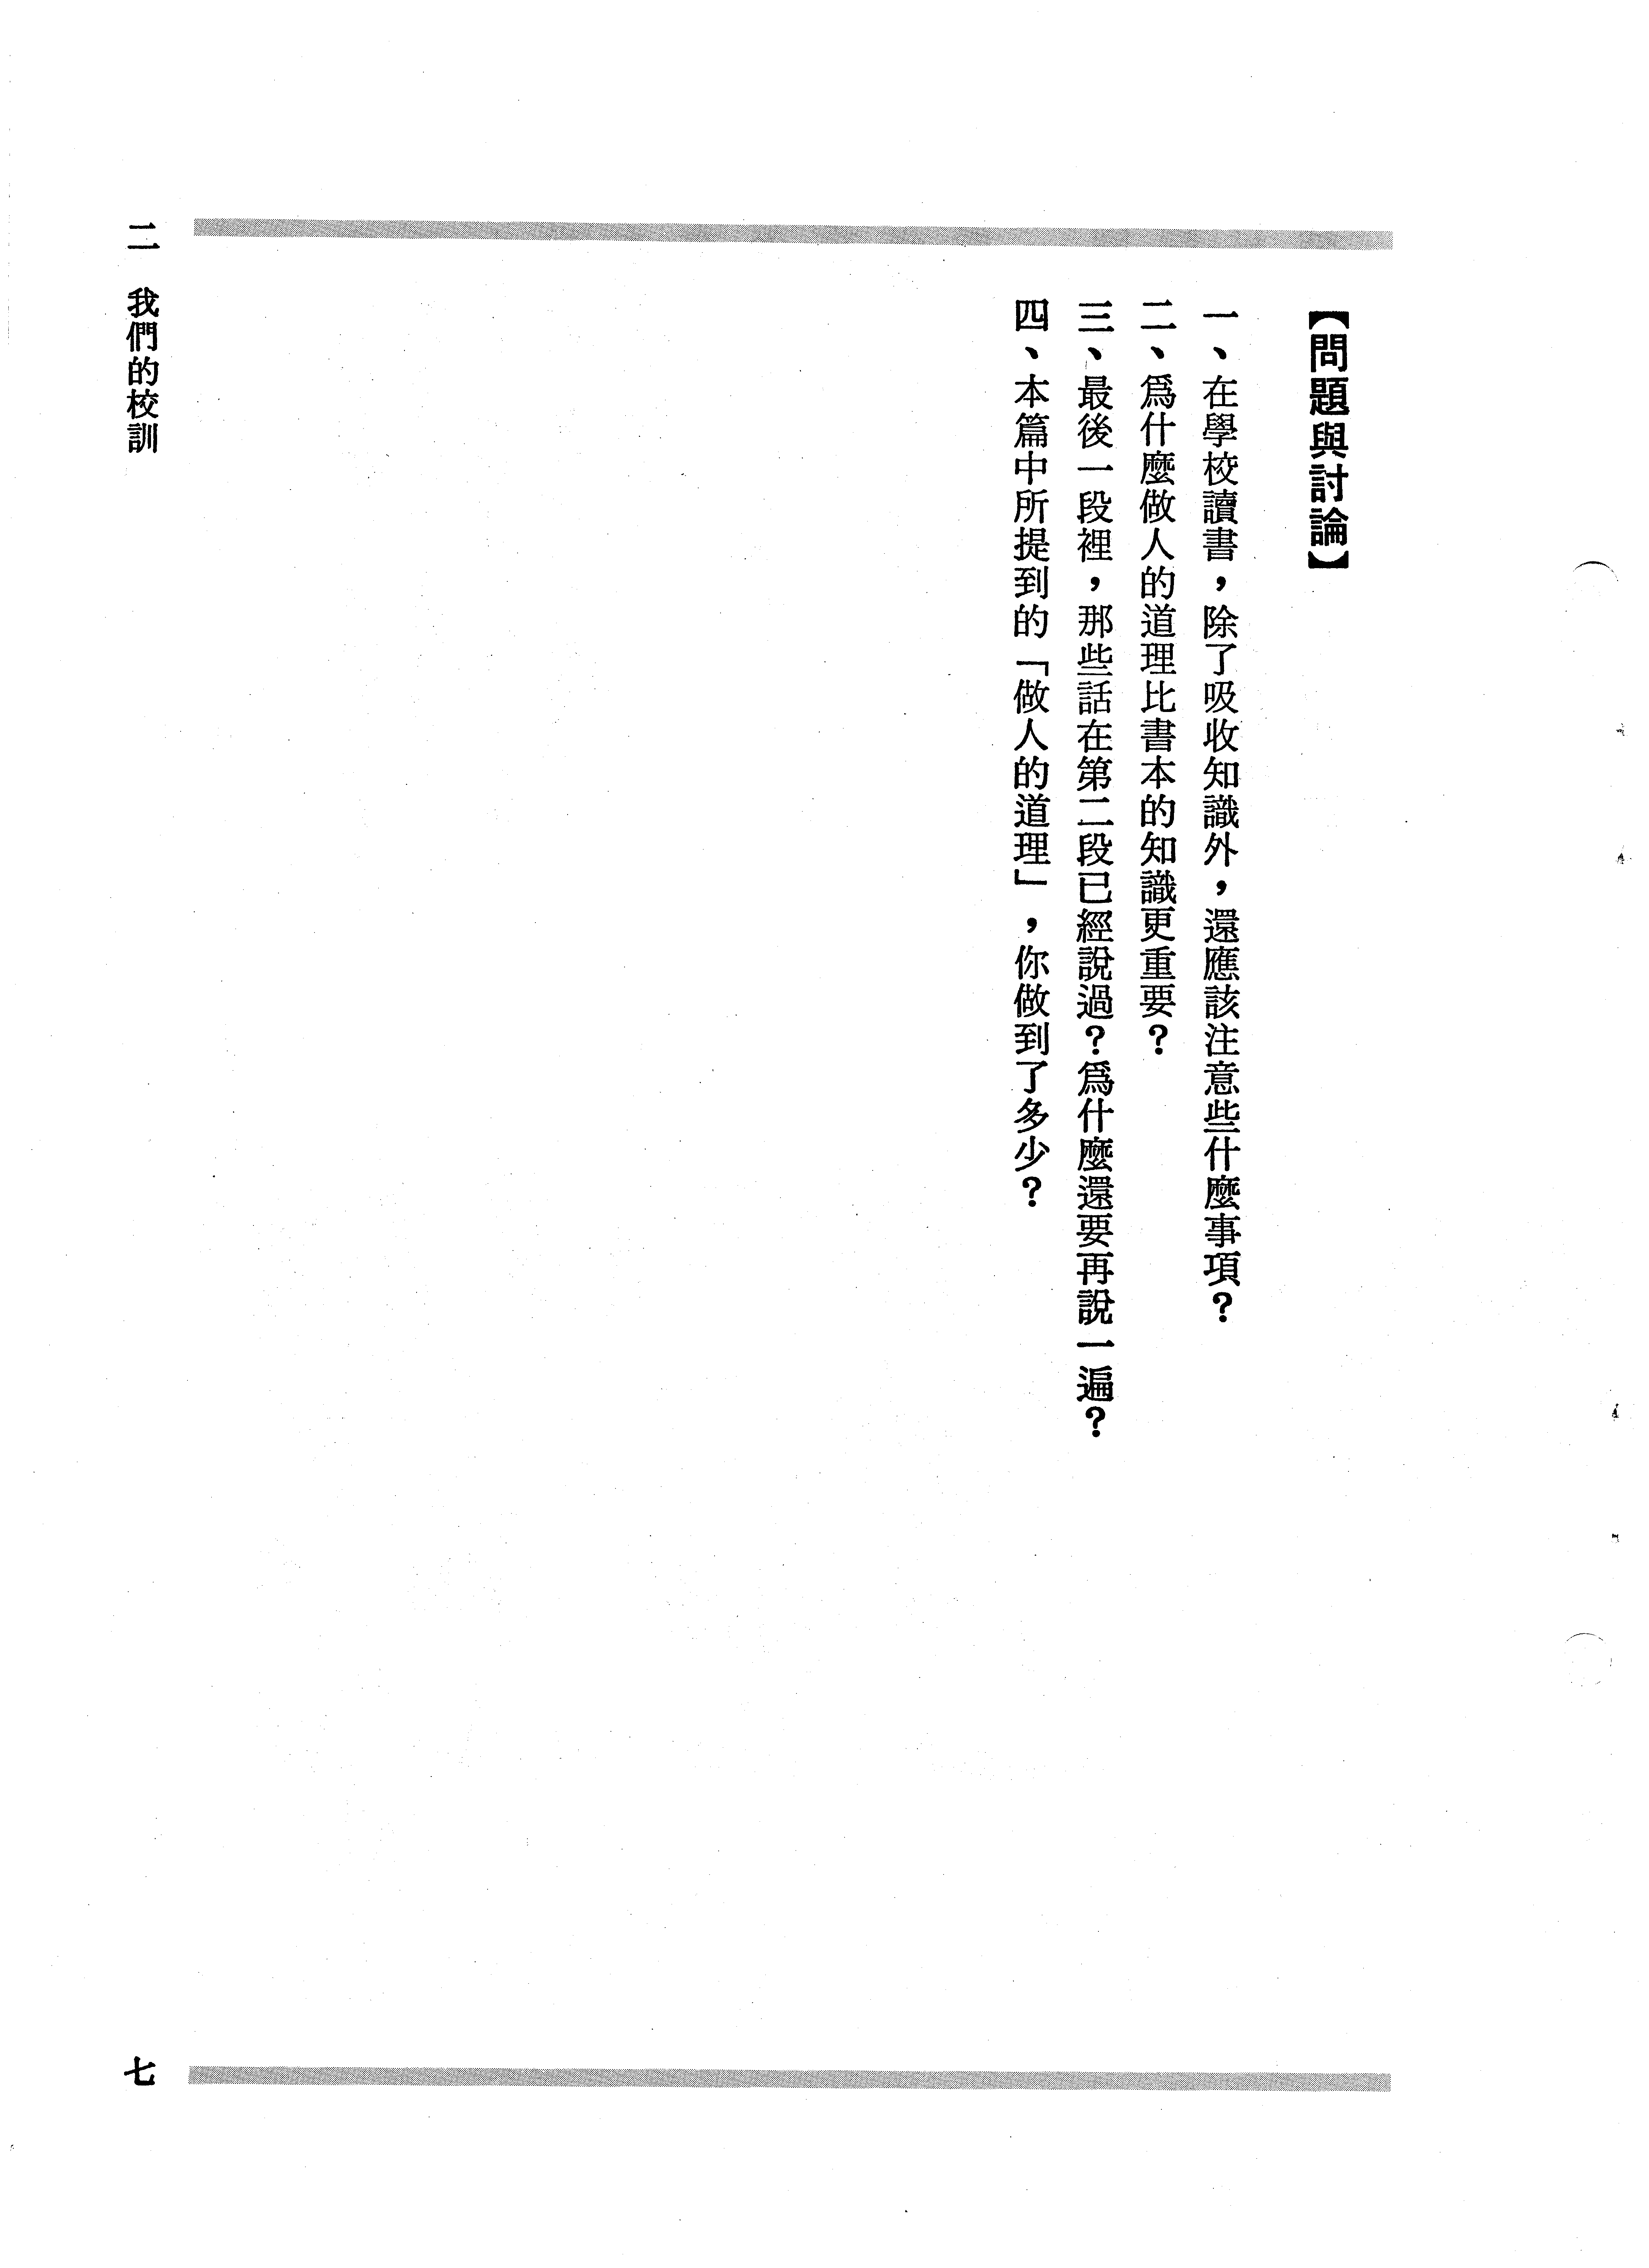 【問題與討論】
一、在學校讀書，除了吸收知識外，還應該注意些什麼事項？
二、爲什麼做人的道理比書本的知識更重要？
三、最後一段裡，那些話在第二段已經說過？爲什麼還要再說一遍？
四、本篇中所提到的「做人的道理」，你做到了多少？
二　我們的校訓
七